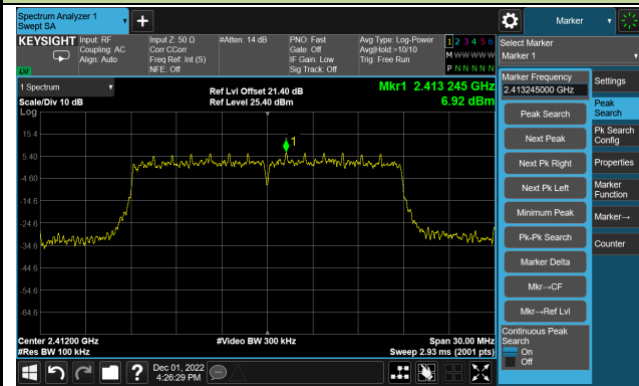 Spectrum Analyzer 1
Swept SA
Marker
KEYSIGHT
Input: RF
Coupling: AC
Align: Auto
Input Z: 50 Ω
Corr CCorr
Freq Ref: Int (S)
NFE: Off
#Atten: 14 dB
PNO: Fast
Gate: Off
IF Gain: Low
Sig Track: Off
Avg Type: Log-Power
Avg|Hold:>10/10
Trig: Free Run
1 2 3 4 5 6
M W W W W W
P N N N N N
Select Marker
Marker 1
LXI
1 Spectrum
Scale/Div 10 dB
Log
Ref Lvl Offset 21.40 dB
Ref Level 25.40 dBm
Mkr1 2.413 245 GHz
6.92 dBm
15.4
5.40
-4.60
-14.6
-24.6
-34.6
-44.6
-54.6
-64.6
1
Center 2.41200 GHz
#Res BW 100 kHz
#Video BW 300 kHz
Span 30.00 MHz
Sweep 2.93 ms (2001 pts)
Marker Frequency
2.413245000 GHz
Peak Search
Next Peak
Next Pk Right
Next Pk Left
Minimum Peak
Pk-Pk Search
Marker Delta
Mkr→CF
Mkr→Ref Lvl
Continuous Peak
Search
On
Off
Settings
Peak
Search
Pk Search
Config
Properties
Marker
Function
Marker→
Counter
Dec 01, 2022
4:26:29 PM